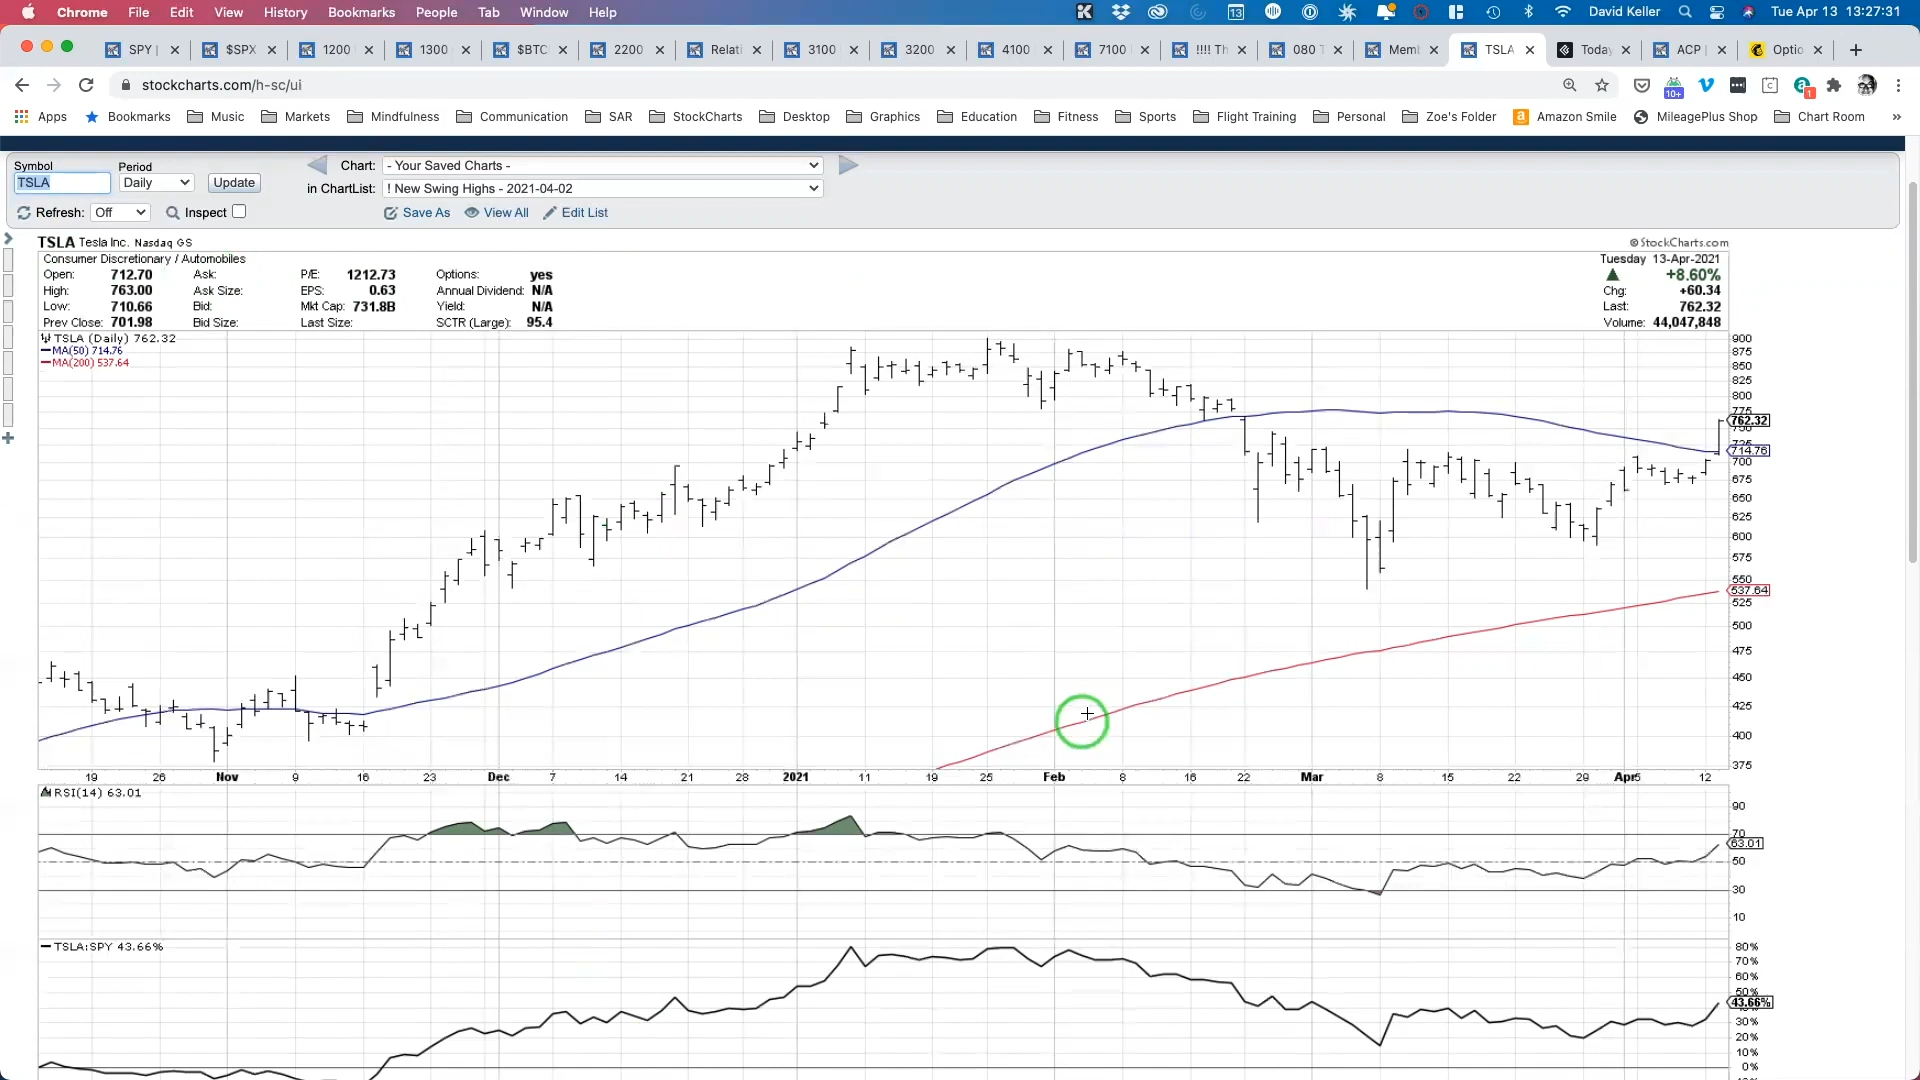 Chrome File Edit View History Bookmarks People Tab Window Help 13 David Keller Tue Apr 13 13:27:31
SPY | $SPX 1200 1300 $BTC 2200 Relati 3100 3200 4100 7100 !!!! Th 080 T Memb TSLA Today ACP | Optio
stockcharts.com/h-sc/ui 10+ 1
Apps Bookmarks Music Markets Mindfulness Communication SAR StockCharts Desktop Graphics Education Fitness Sports Flight Training Personal Zoe's Folder Amazon Smile MileagePlus Shop Chart Room »
Symbol Period Chart: - Your Saved Charts -
TSLA Daily Update in ChartList: ! New Swing Highs - 2021-04-02
Refresh: Off Inspect Save As View All Edit List
TSLA Tesla Inc. Nasdaq GS © StockCharts.com
Consumer Discretionary / Automobiles Tuesday 13-Apr-2021
Open: 712.70 Ask: P/E: 1212.73 Options: yes +8.60%
High: 763.00 Ask Size: EPS: 0.63 Annual Dividend: N/A Chg: +60.34
Low: 710.66 Bid: Mkt Cap: 731.8B Yield: N/A Last: 762.32
Prev Close: 701.98 Bid Size: Last Size: SCTR (Large): 95.4 Volume: 44,047,848
TSLA (Daily) 762.32
MA(50) 714.76
MA(200) 537.64
900
875
850
825
800
775
762.32
750
725
714.76
700
675
650
625
600
575
550
537.64
525
500
475
450
425
400
375
19 26 Nov 9 16 23 Dec 7 14 21 28 2021 11 19 25 Feb 8 16 22 Mar 8 15 22 29 Apr 5 12
RSI(14) 63.01
90
70
63.01
50
30
10
TSLA:SPY 43.66%
80%
70%
60%
50%
43.66%
30%
20%
10%
0%